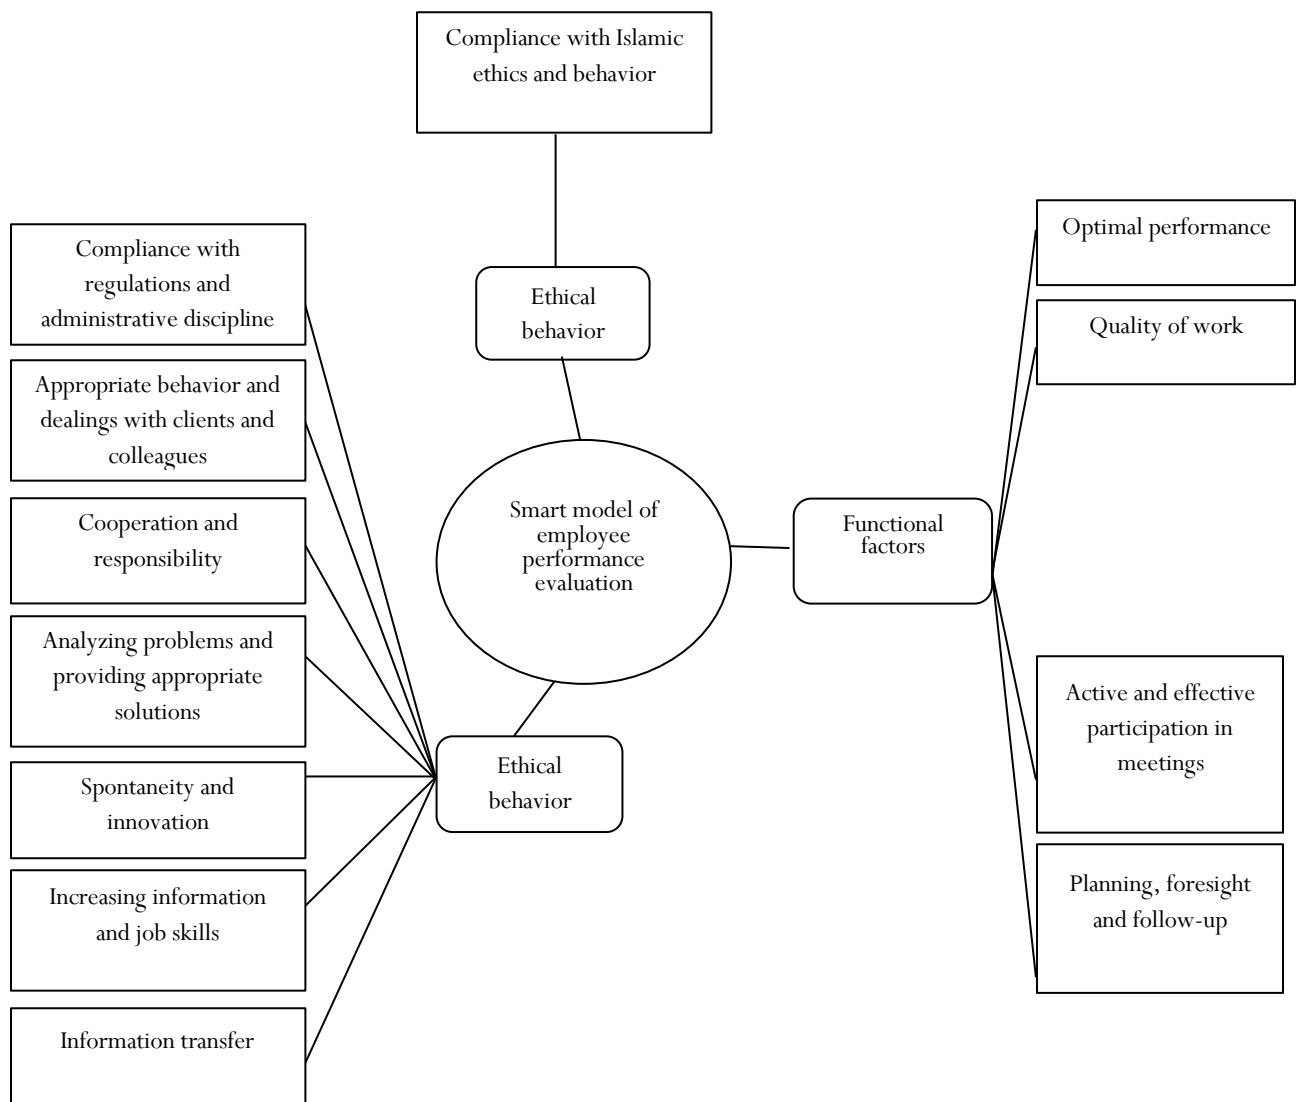 Compliance with Islamic
ethics and behavior
Ethical
behavior
Compliance with
regulations and
administrative discipline
Appropriate behavior and
dealings with clients and
colleagues
Cooperation and
responsibility
Analyzing problems and
providing appropriate
solutions
Spontaneity and
innovation
Increasing information
and job skills
Information transfer
Smart model of
employee
performance
evaluation
Ethical
behavior
Functional
factors
Optimal performance
Quality of work
Active and effective
participation in
meetings
Planning, foresight
and follow-up